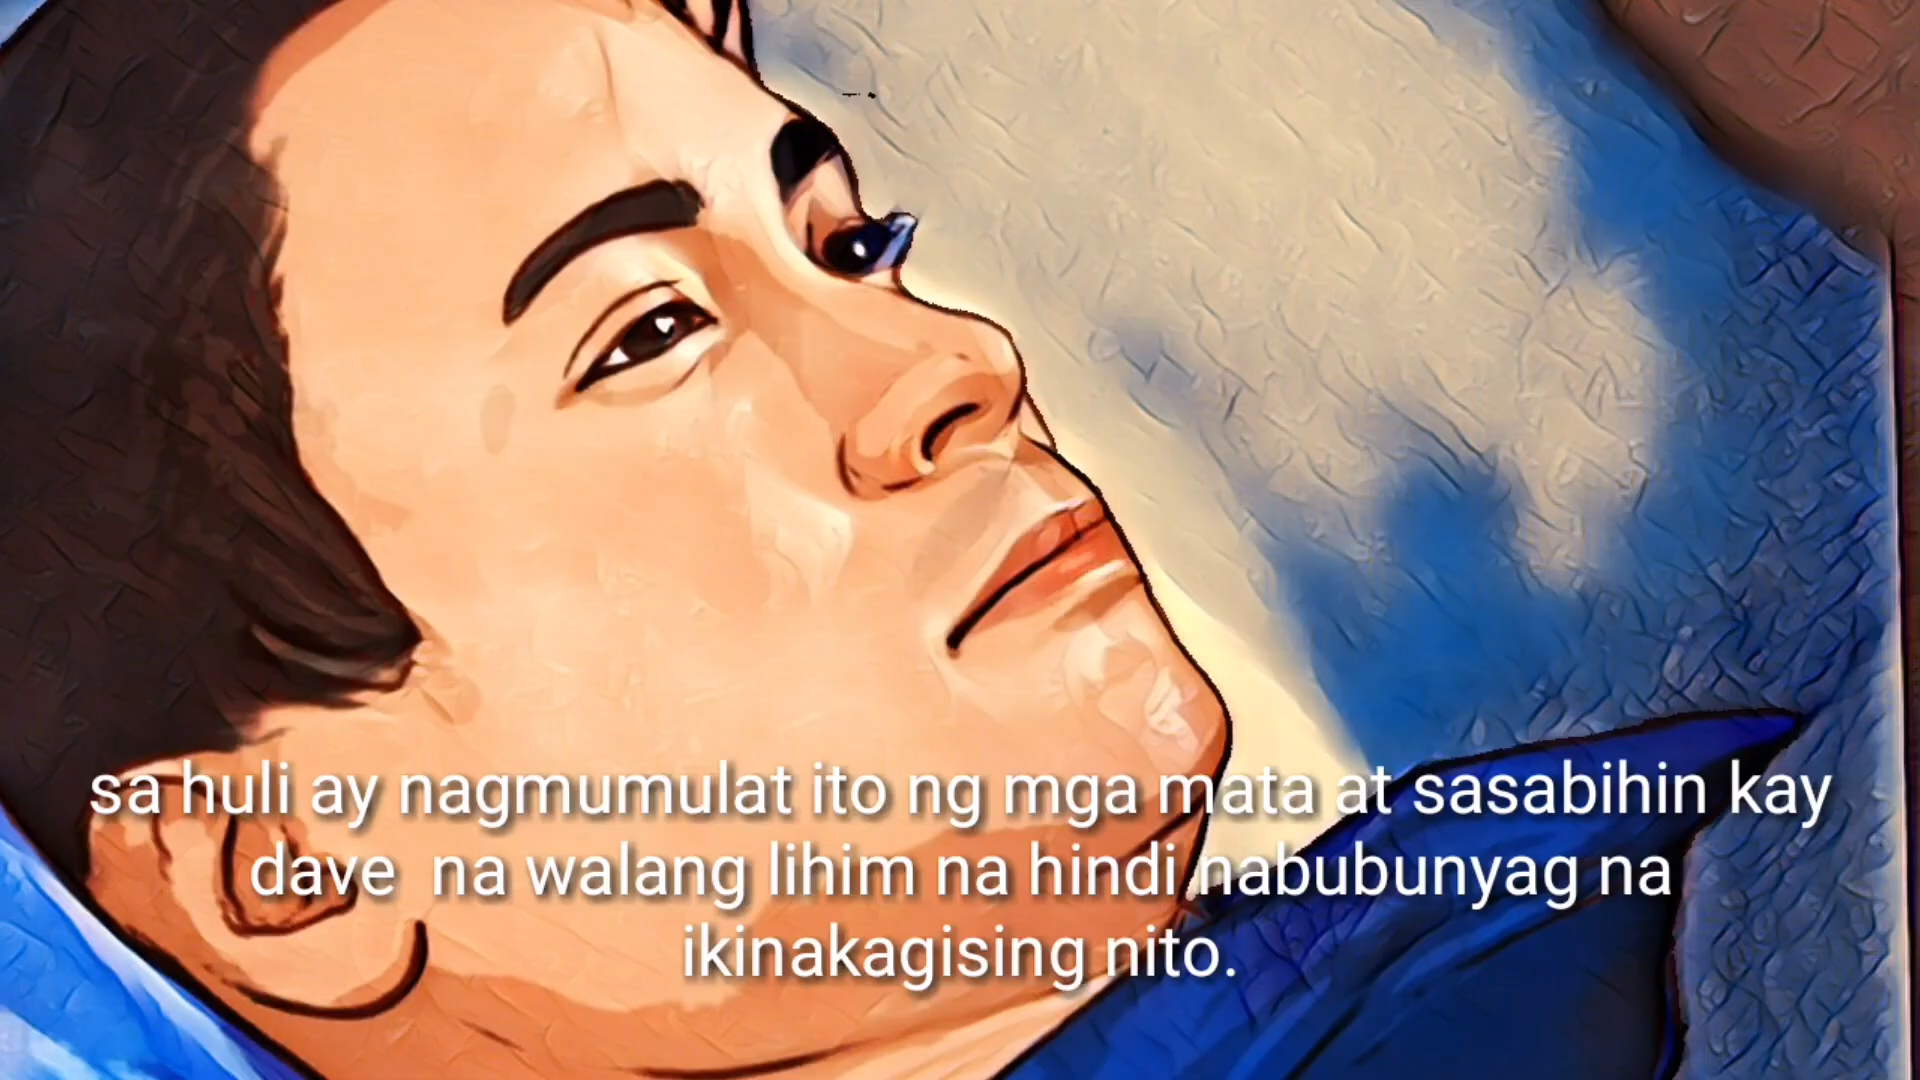 sa huli ay nagmumulat ito ng mga mata at sasabihin kay
dave  na walang lihim na hindi nabubunyag na
ikinakagising nito.